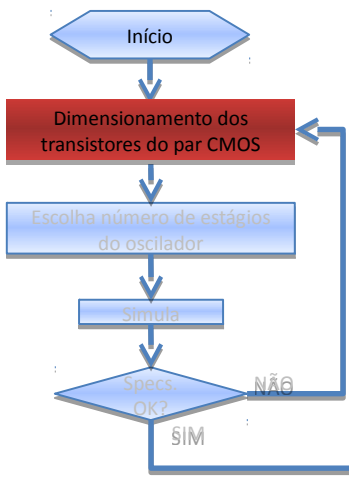 Início
Dimensionamento dos
transistores do par CMOS
Escolha número de estágios
do oscilador
Simula
Specs.
OK?
NÃO
SIM